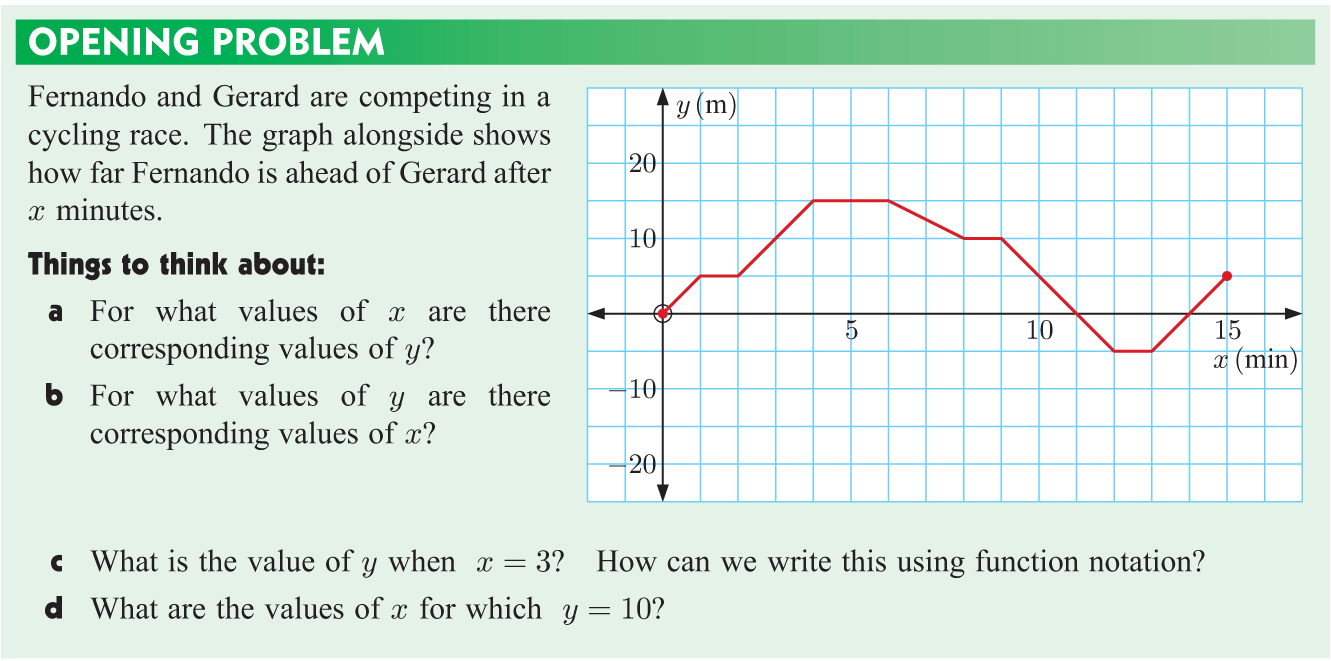 OPENING PROBLEM
Fernando and Gerard are competing in a
cycling race. The graph alongside shows
how far Fernando is ahead of Gerard after
x minutes.
Things to think about:
a For what values of x are there
corresponding values of y?
b For what values of y are there
corresponding values of x?
y (m)
20
10
5 10 15
x (min)
−10
−20
c What is the value of y when x = 3? How can we write this using function notation?
d What are the values of x for which y = 10?